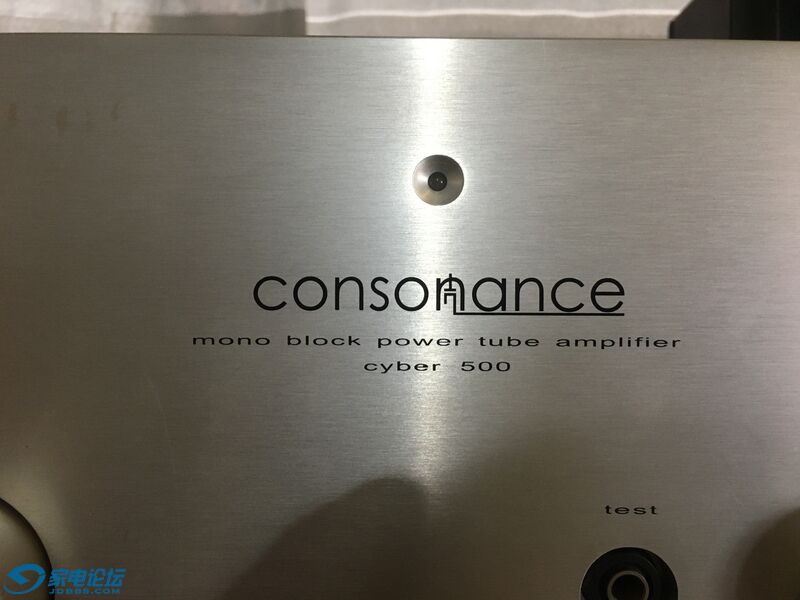 consonance
mono block power tube amplifier
cyber 500
test
家电论坛
JDBBS.COM